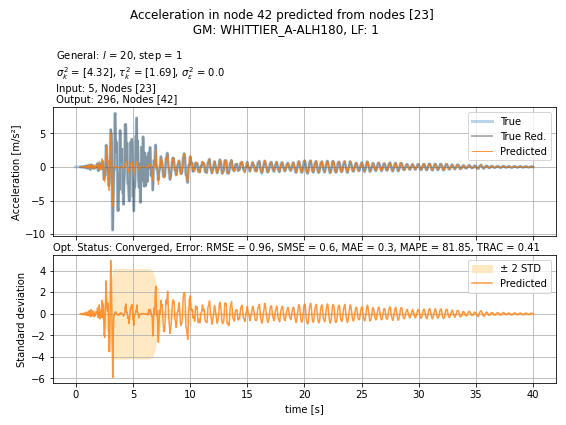 Acceleration in node 42 predicted from nodes [23]
GM: WHITTIER_A-ALH180, LF: 1
General: l = 20, step = 1
σ²ₖ = [4.32], τ²ₖ = [1.69], σ²ε = 0.0
Input: 5, Nodes [23]
Output: 296, Nodes [42]
Acceleration [m/s²]
5
0
−5
−10
True
True Red.
Predicted
Opt. Status: Converged, Error: RMSE = 0.96, SMSE = 0.6, MAE = 0.3, MAPE = 81.85, TRAC = 0.41
Standard deviation
4
2
0
−2
−4
−6
± 2 STD
Predicted
0 5 10 15 20 25 30 35 40
time [s]